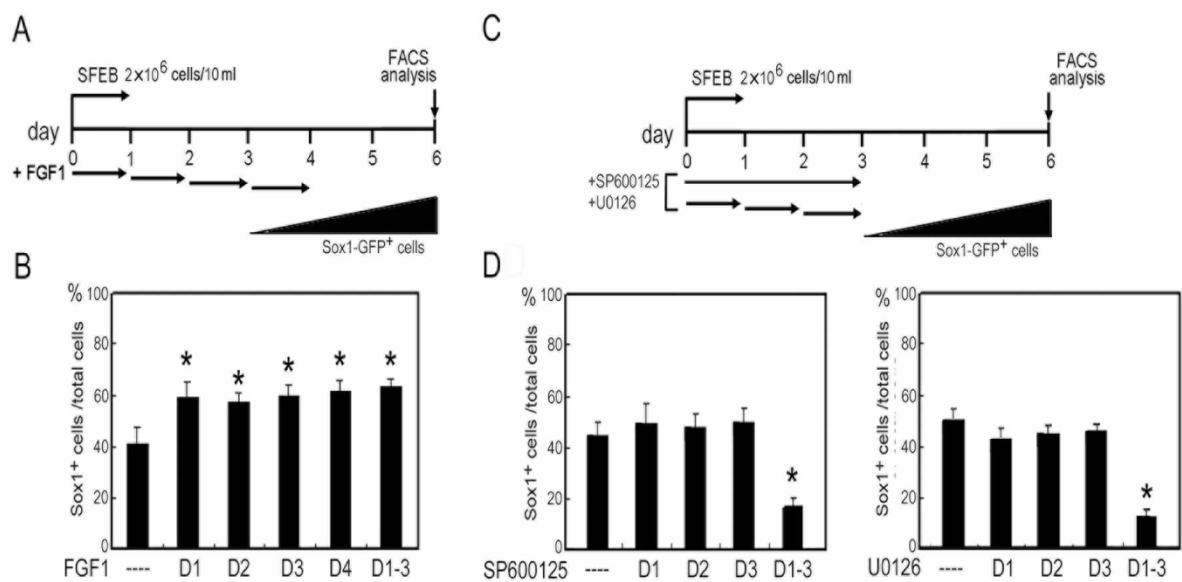 A
SFEB 2×10⁶ cells/10 ml
FACS
analysis
day
0 1 2 3 4 5 6
+ FGF1
Sox1-GFP⁺ cells
B
%
Sox1⁺ cells /total cells
100
80
60
40
20
0
* * * * *
FGF1 ---- D1 D2 D3 D4 D1-3
C
SFEB 2×10⁶ cells/10 ml
FACS
analysis
day
0 1 2 3 4 5 6
+SP600125
+U0126
Sox1-GFP⁺ cells
D
%
Sox1⁺ cells /total cells
100
80
60
40
20
0
*
SP600125 ---- D1 D2 D3 D1-3
%
Sox1⁺ cells /total cells
100
80
60
40
20
0
*
U0126 ---- D1 D2 D3 D1-3